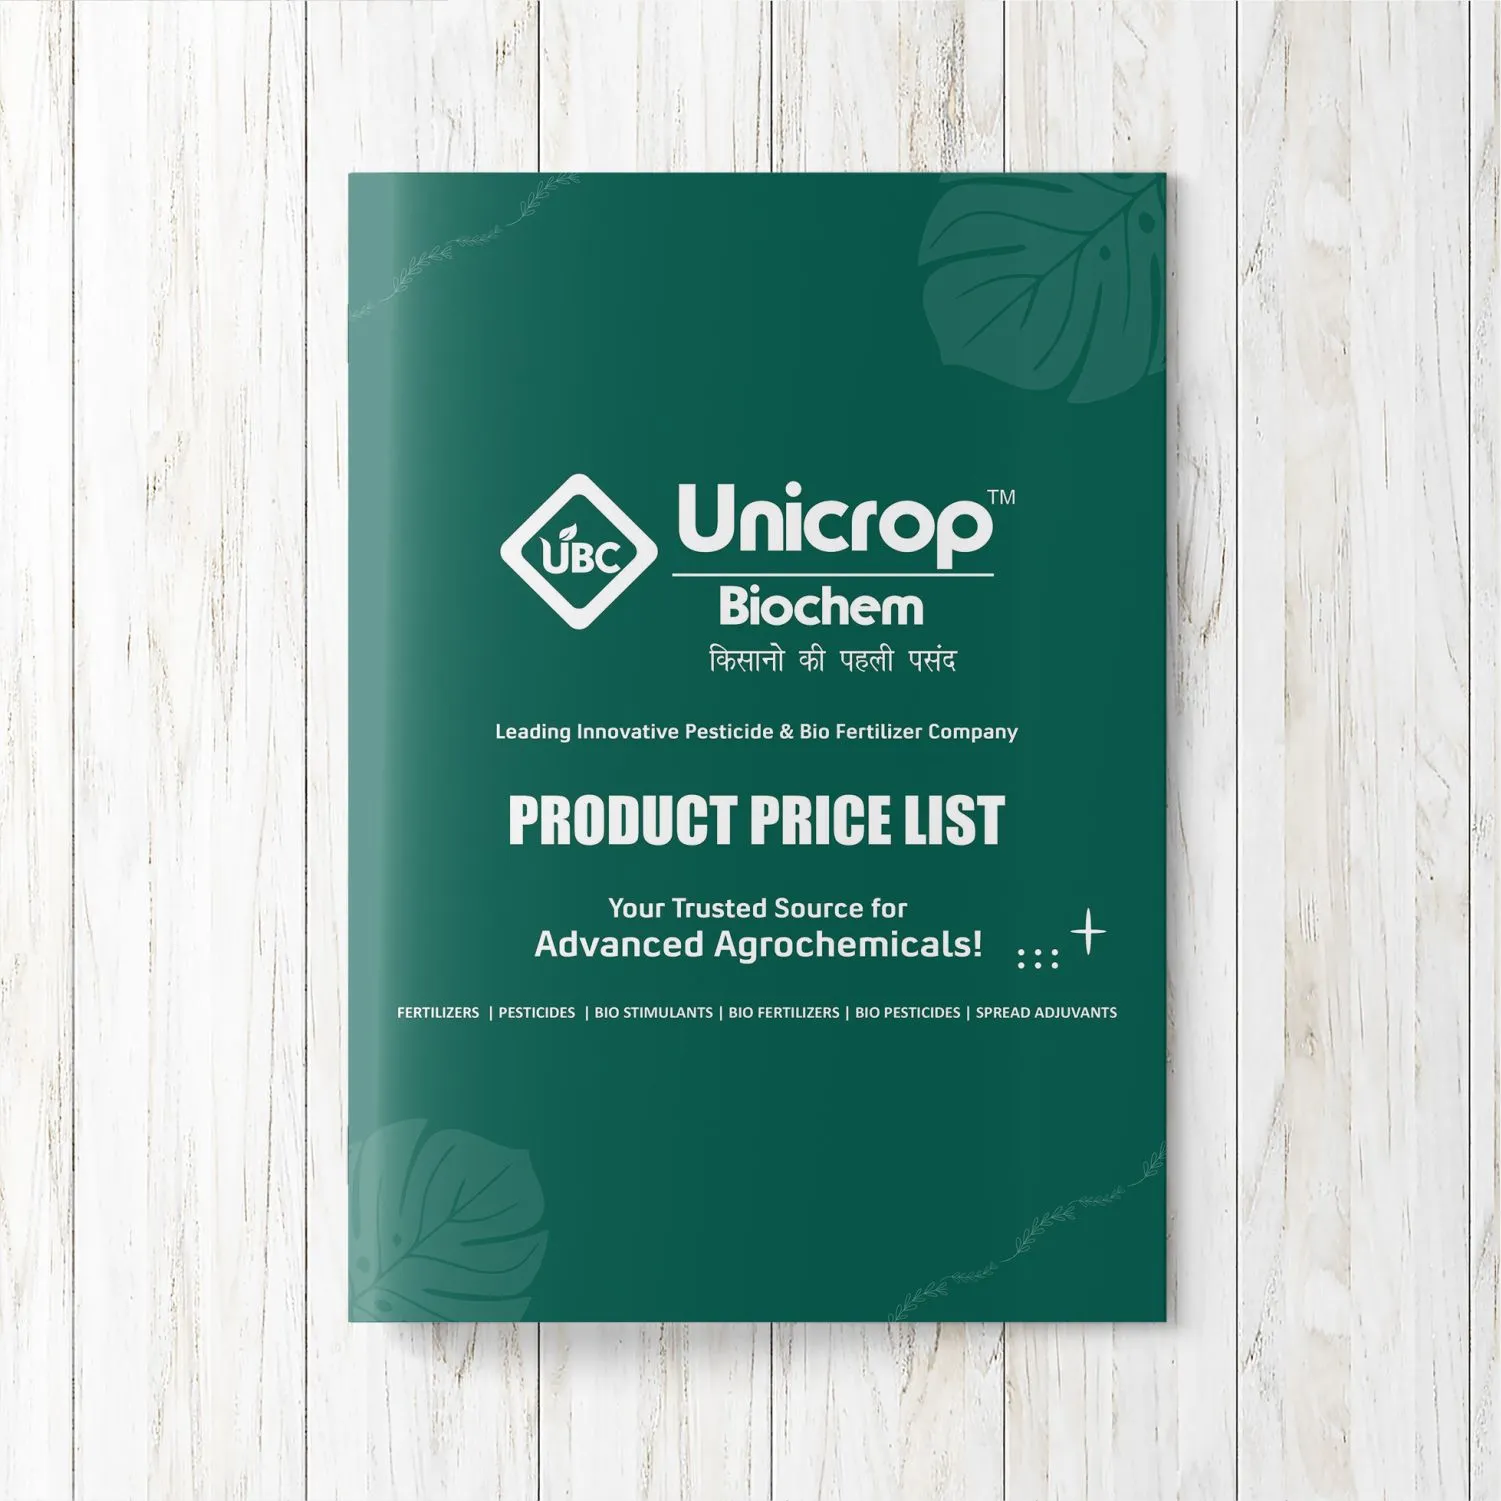 UBC
Unicrop™
Biochem
किसानो की पहली पसंद
Leading Innovative Pesticide & Bio Fertilizer Company
PRODUCT PRICE LIST
Your Trusted Source for
Advanced Agrochemicals!
FERTILIZERS | PESTICIDES | BIO STIMULANTS | BIO FERTILIZERS | BIO PESTICIDES | SPREAD ADJUVANTS